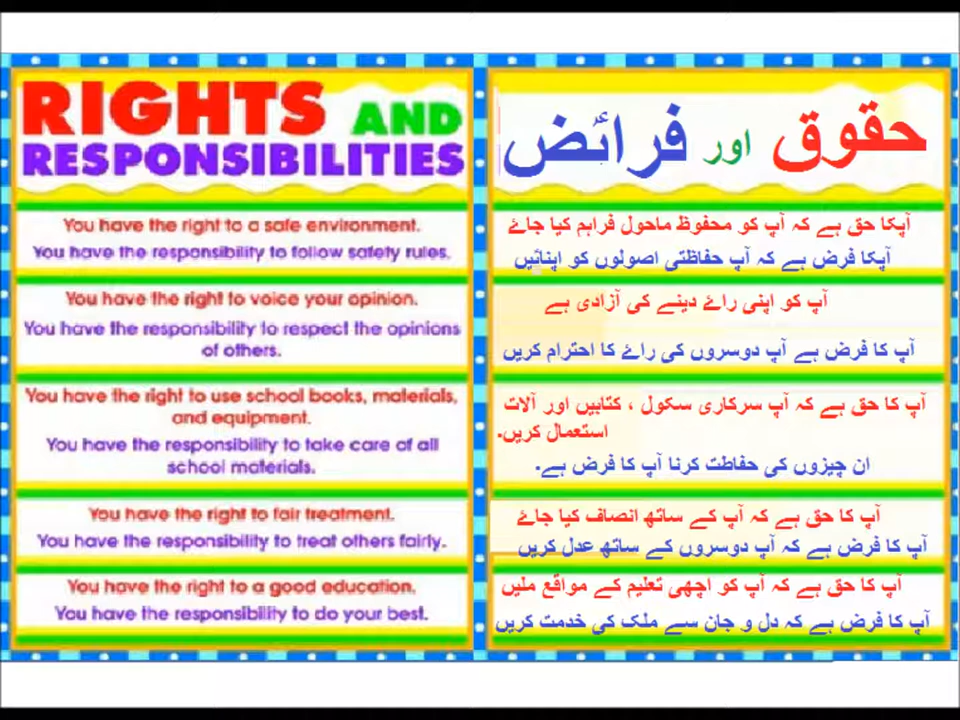 RIGHTS AND
RESPONSIBILITIES
You have the right to a safe environment.
You have the responsibility to follow safety rules.
You have the right to voice your opinion.
You have the responsibility to respect the opinions
of others.
You have the right to use school books, materials,
and equipment.
You have the responsibility to take care of all
school materials.
You have the right to fair treatment.
You have the responsibility to treat others fairly.
You have the right to a good education.
You have the responsibility to do your best.
حقوق اور فرائض
آپکا حق ہے کہ آپ کو محفوظ ماحول فراہم کیا جاۓ
آپکا فرض ہے کہ آپ حفاظتی اصولوں کو اپنائیں
آپ کو اپنی راۓ دینے کی آزادی ہے
آپ کا فرض ہے آپ دوسروں کی راۓ کا احترام کریں
آپ کا حق ہے کہ آپ سرکاری سکول ، کتابیں اور آلات
استعمال کریں.
ان چیزوں کی حفاطت کرنا آپ کا فرض ہے.
آپ کا حق ہے کہ آپ کے ساتھ انصاف کیا جاۓ
آپ کا فرض ہے کہ آپ دوسروں کے ساتھ عدل کریں
آپ کا حق ہے کہ آپ کو اچھی تعلیم کے مواقع ملیں
آپ کا فرض ہے کہ دل و جان سے ملک کی خدمت کریں